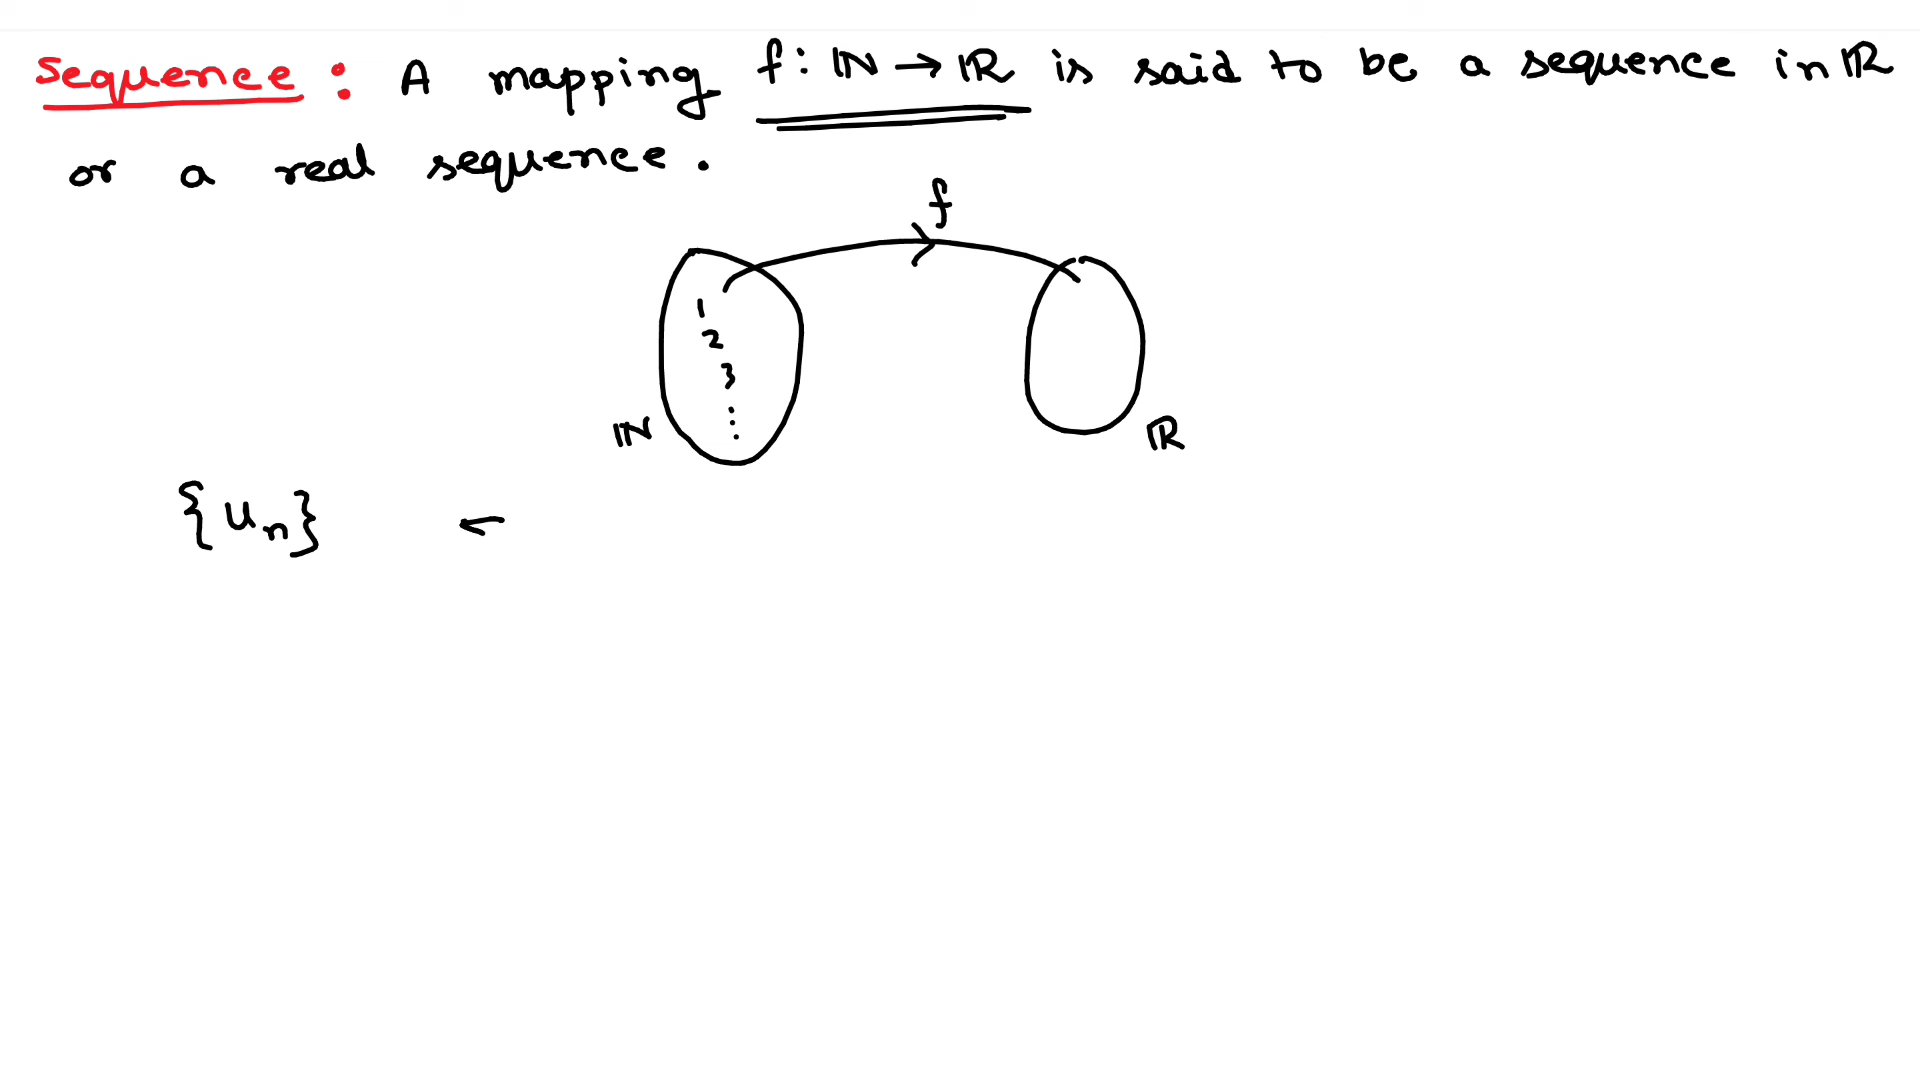 Sequence : A mapping f : ℕ → ℝ is said to be a sequence in ℝ
or a real sequence.
f
1
2
3
⋮
ℕ
ℝ
{uₙ} ←